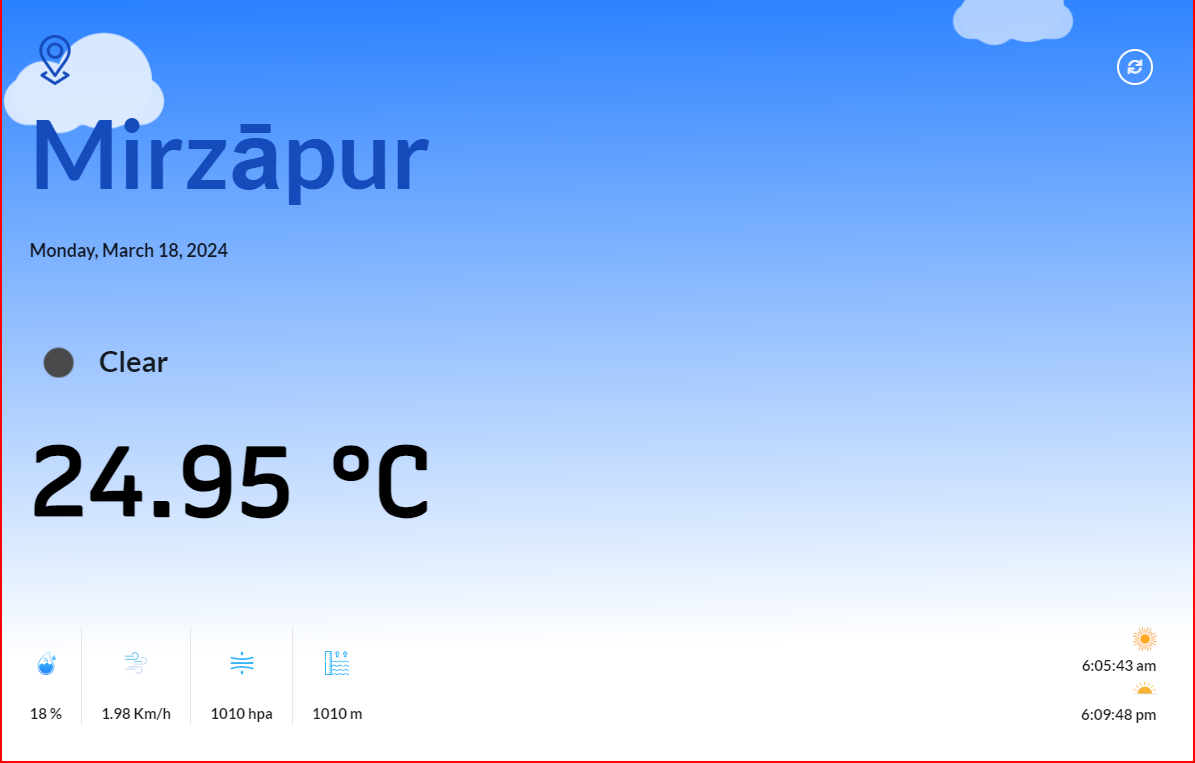 Mirzāpur
Monday, March 18, 2024
Clear
24.95 °C
18 %
1.98 Km/h
1010 hpa
1010 m
6:05:43 am
6:09:48 pm